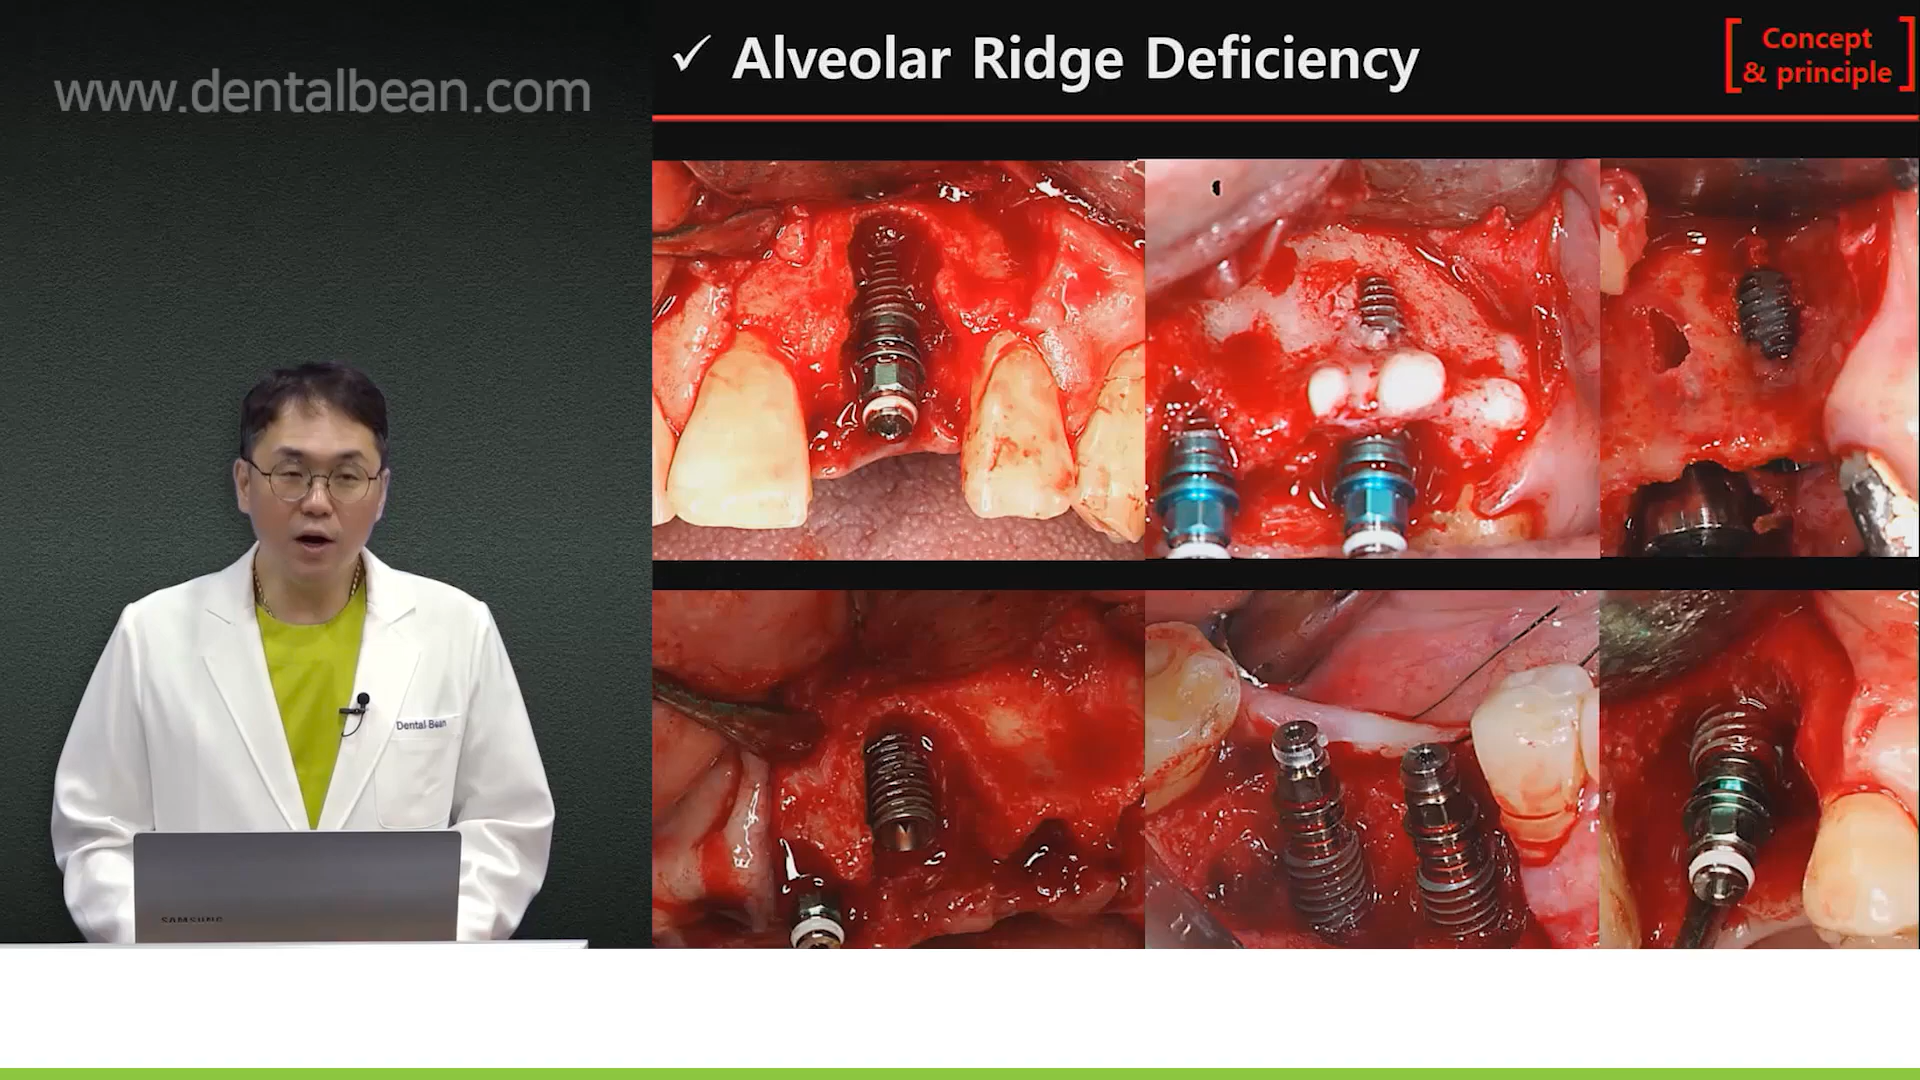 www.dentalbean.com
✓ Alveolar Ridge Deficiency
[Concept
& principle]
Dental Bean
SAMSUNG